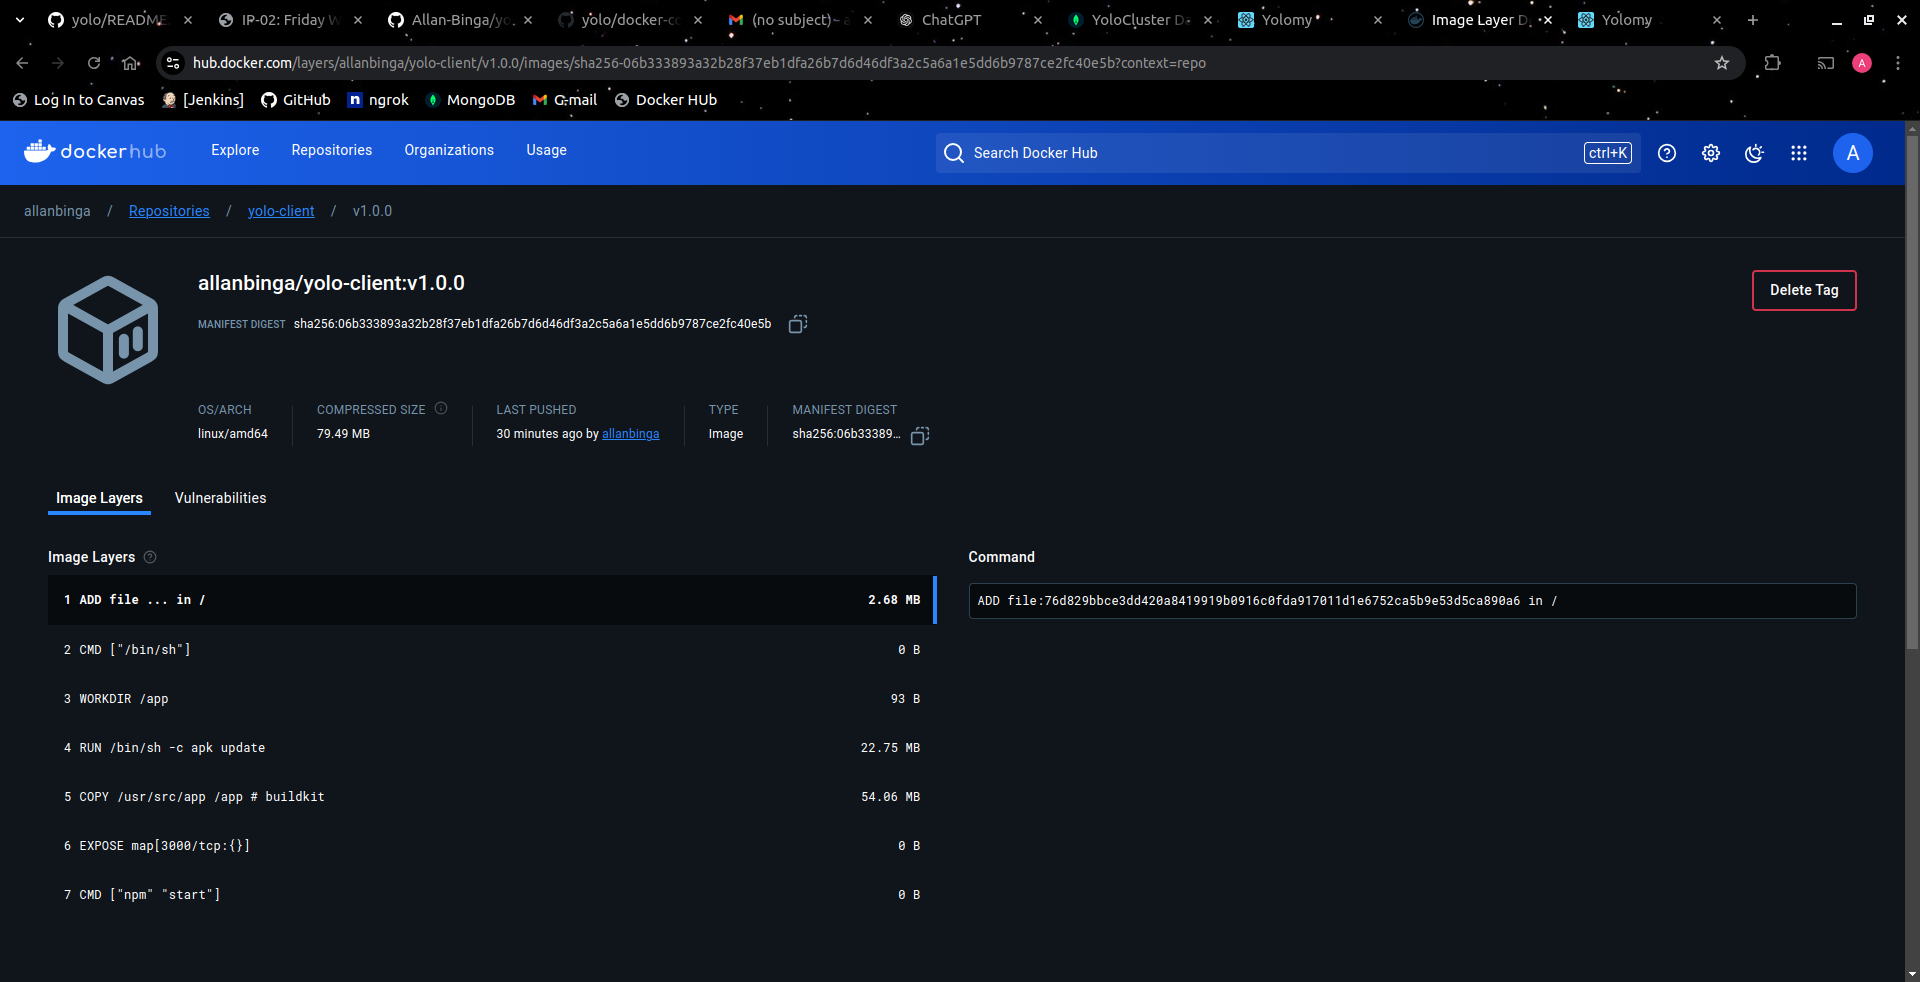 yolo/README.
IP-02: Friday W
Allan-Binga/yo
yolo/docker-co
(no subject) - a
ChatGPT
YoloCluster Da
Yolomy
Image Layer D
Yolomy
hub.docker.com/layers/allanbinga/yolo-client/v1.0.0/images/sha256-06b333893a32b28f37eb1dfa26b7d6d46df3a2c5a6a1e5dd6b9787ce2fc40e5b?context=repo
A
Log In to Canvas
[Jenkins]
GitHub
n ngrok
MongoDB
Gmail
Docker HUb
dockerhub
Explore
Repositories
Organizations
Usage
Search Docker Hub
ctrl+K
A
allanbinga / Repositories / yolo-client / v1.0.0
allanbinga/yolo-client:v1.0.0
Delete Tag
MANIFEST DIGEST sha256:06b333893a32b28f37eb1dfa26b7d6d46df3a2c5a6a1e5dd6b9787ce2fc40e5b
OS/ARCH
linux/amd64
COMPRESSED SIZE
79.49 MB
LAST PUSHED
30 minutes ago by allanbinga
TYPE
Image
MANIFEST DIGEST
sha256:06b33389...
Image Layers
Vulnerabilities
Image Layers
1 ADD file ... in / 2.68 MB
2 CMD ["/bin/sh"] 0 B
3 WORKDIR /app 93 B
4 RUN /bin/sh -c apk update 22.75 MB
5 COPY /usr/src/app /app # buildkit 54.06 MB
6 EXPOSE map[3000/tcp:{}] 0 B
7 CMD ["npm" "start"] 0 B
Command
ADD file:76d829bbce3dd420a8419919b0916c0fda917011d1e6752ca5b9e53d5ca890a6 in /